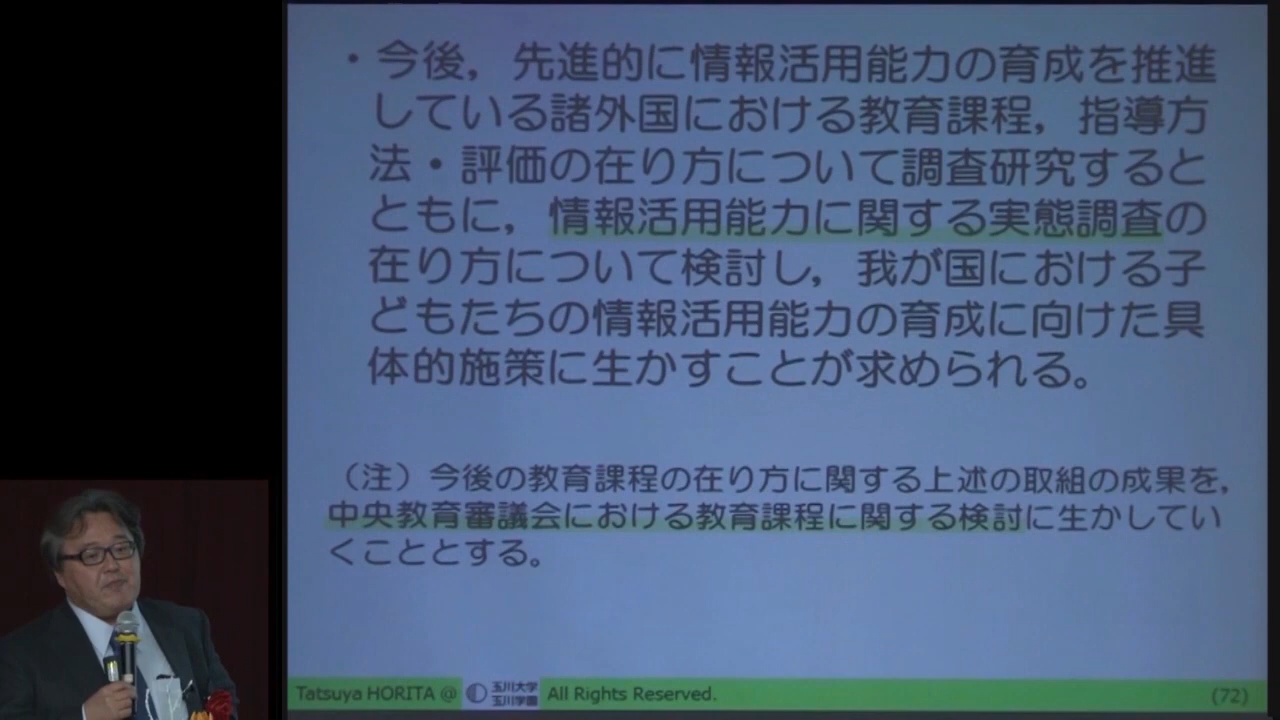 ・今後，先進的に情報活用能力の育成を推進
している諸外国における教育課程，指導方
法・評価の在り方について調査研究すると
ともに，情報活用能力に関する実態調査の
在り方について検討し，我が国における子
どもたちの情報活用能力の育成に向けた具
体的施策に生かすことが求められる。
（注）今後の教育課程の在り方に関する上述の取組の成果を，
中央教育審議会における教育課程に関する検討に生かしてい
くこととする。
Tatsuya HORITA @ 玉川大学 玉川学園 All Rights Reserved. (72)